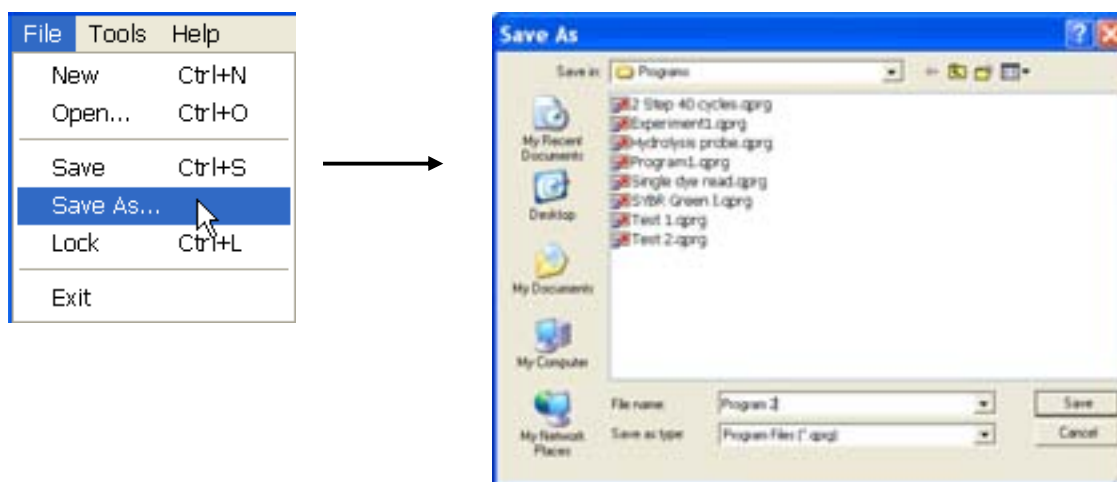 File Tools Help
New Ctrl+N
Open... Ctrl+O
Save Ctrl+S
Save As...
Lock Ctrl+L
Exit
Save As
Save in: Programs
2 Step 40 cycles.qprg
Experiment1.qprg
Hydrolysis probe.qprg
Program1.qprg
Single dye read.qprg
SYBR Green I.qprg
Test 1.qprg
Test 2.qprg
My Recent
Documents
Desktop
My Documents
My Computer
My Network
Places
File name: Program 2
Save
Save as type: Program Files (*.qprg)
Cancel